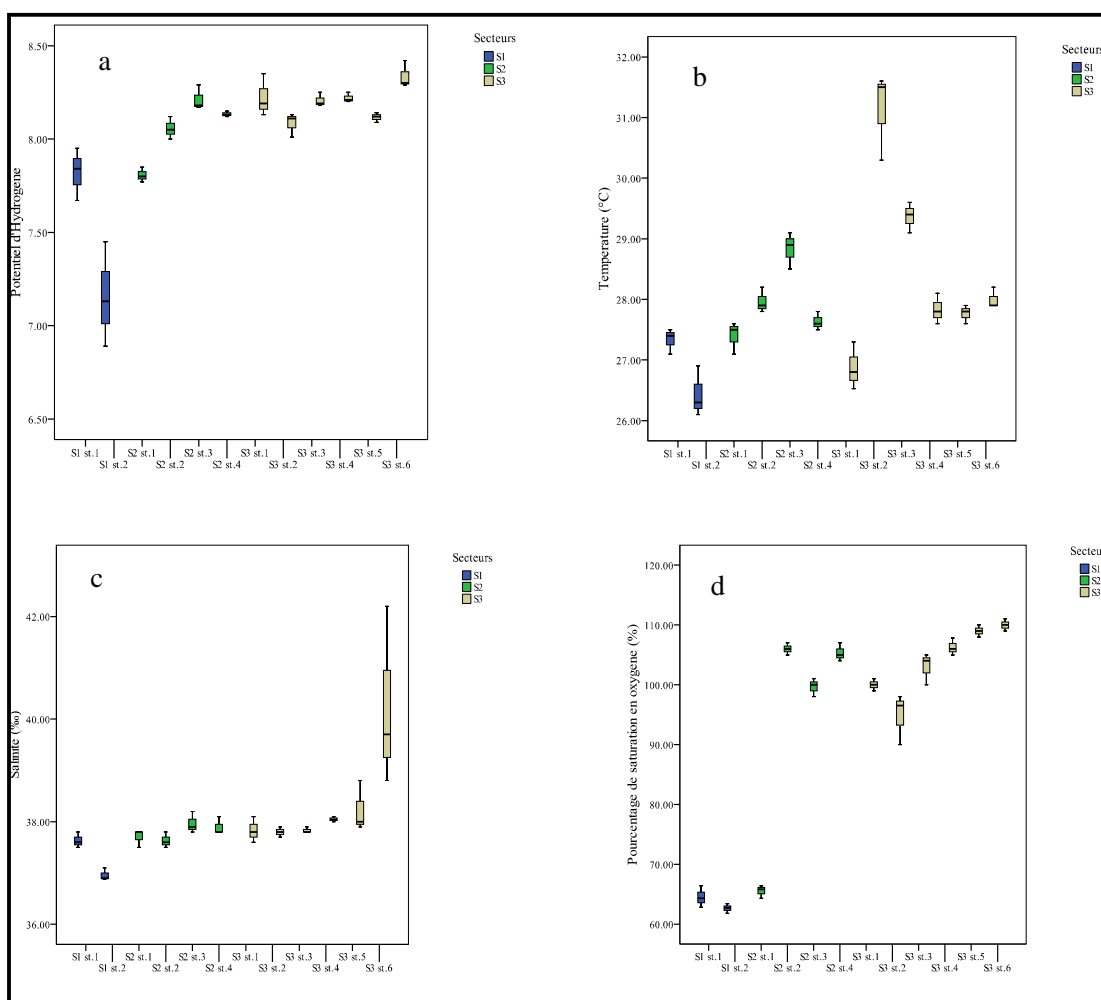 a
Secteurs
S1
S2
S3
8.50
8.00
7.50
7.00
6.50
Potentiel d'Hydrogene
S1 st.1
S1 st.2
S2 st.1
S2 st.2
S2 st.3
S2 st.4
S3 st.1
S3 st.2
S3 st.3
S3 st.4
S3 st.5
S3 st.6
b
Secteurs
S1
S2
S3
32.00
31.00
30.00
29.00
28.00
27.00
26.00
Temperature (°C)
S1 st.1
S1 st.2
S2 st.1
S2 st.2
S2 st.3
S2 st.4
S3 st.1
S3 st.2
S3 st.3
S3 st.4
S3 st.5
S3 st.6
c
Secteurs
S1
S2
S3
42.00
40.00
38.00
36.00
Salinite (‰)
S1 st.1
S1 st.2
S2 st.1
S2 st.2
S2 st.3
S2 st.4
S3 st.1
S3 st.2
S3 st.3
S3 st.4
S3 st.5
S3 st.6
d
Secteu
S1
S2
S3
120.00
110.00
100.00
90.00
80.00
70.00
60.00
Pourcentage de saturation en oxygene (%)
S1 st.1
S1 st.2
S2 st.1
S2 st.2
S2 st.3
S2 st.4
S3 st.1
S3 st.2
S3 st.3
S3 st.4
S3 st.5
S3 st.6